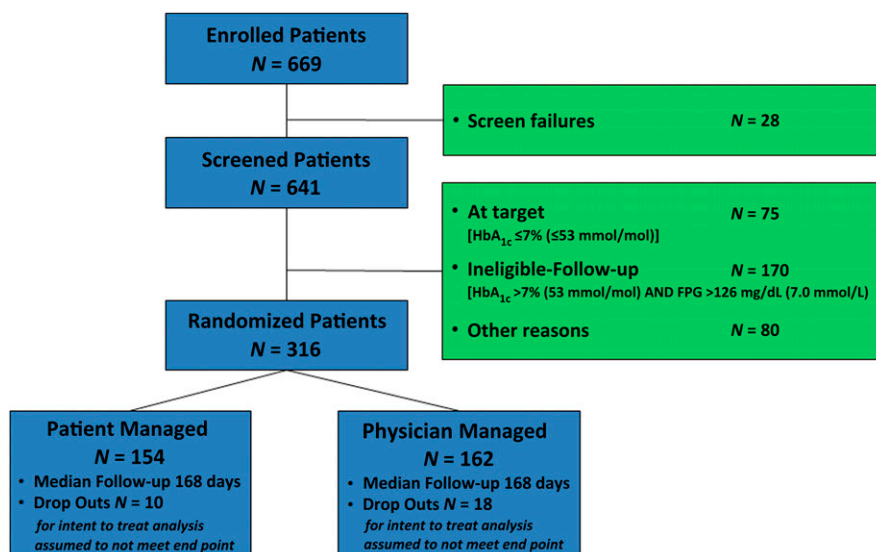 Enrolled Patients
N = 669
• Screen failures N = 28
Screened Patients
N = 641
• At target N = 75
[HbA1c ≤7% (≤53 mmol/mol)]
• Ineligible-Follow-up N = 170
[HbA1c >7% (53 mmol/mol) AND FPG >126 mg/dL (7.0 mmol/L)
• Other reasons N = 80
Randomized Patients
N = 316
Patient Managed
N = 154
• Median Follow-up 168 days
• Drop Outs N = 10
for intent to treat analysis
assumed to not meet end point
Physician Managed
N = 162
• Median Follow-up 168 days
• Drop Outs N = 18
for intent to treat analysis
assumed to not meet end point